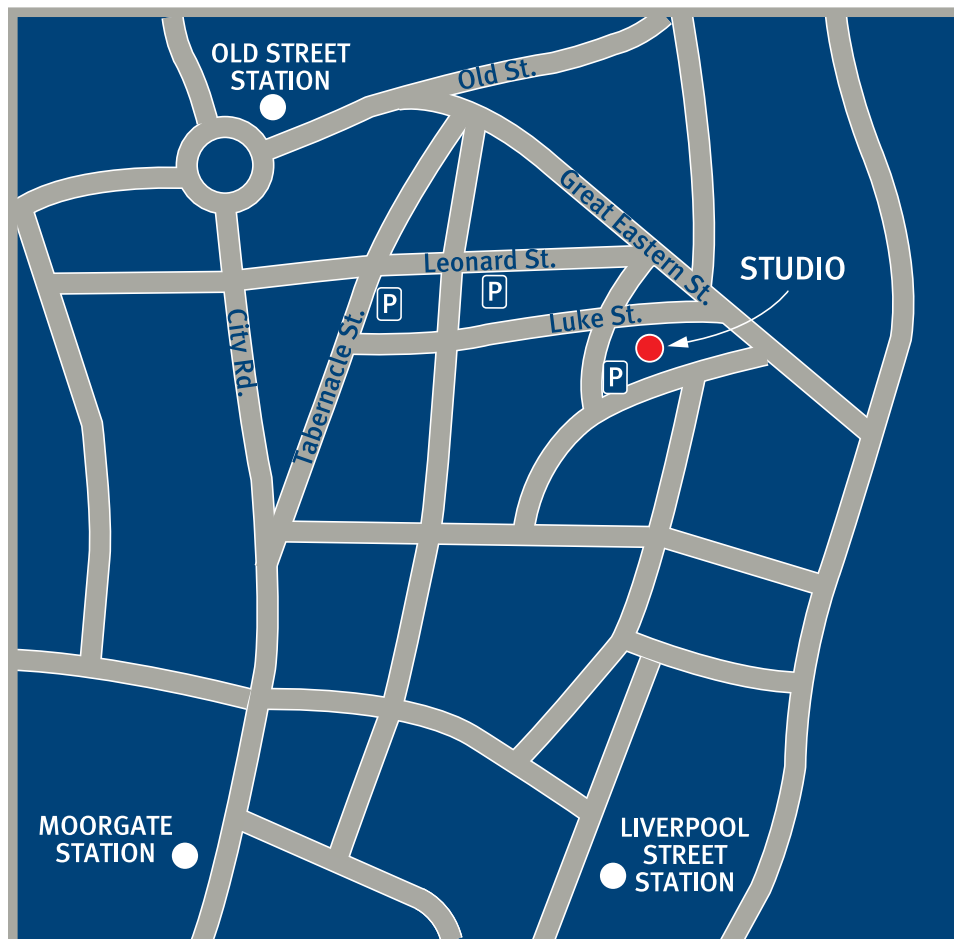 OLD STREET
STATION
Old St.
Great Eastern St.
Leonard St.
STUDIO
P
P
Luke St.
City Rd.
Tabernacle St.
P
MOORGATE
STATION
LIVERPOOL
STREET
STATION